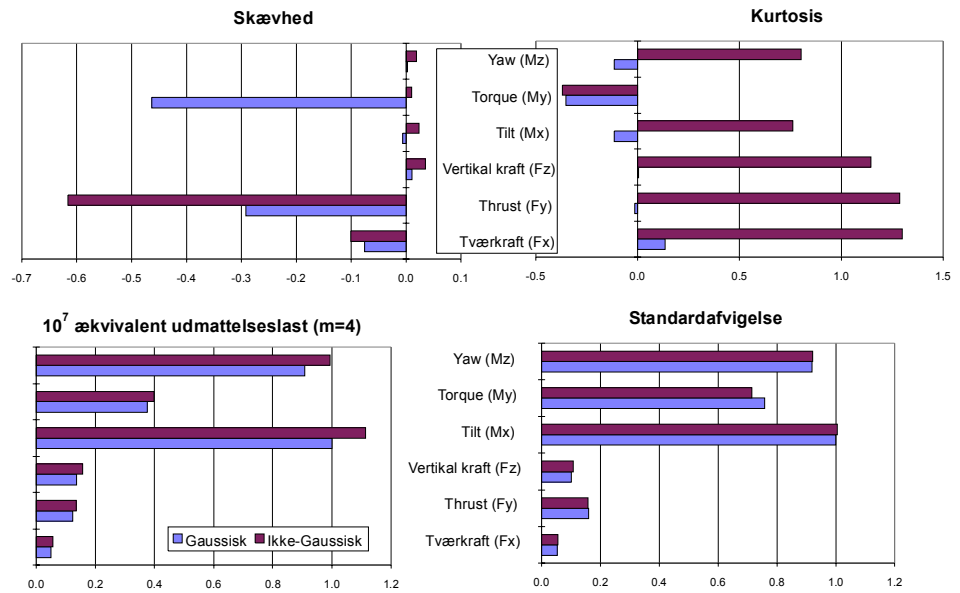 Skævhed
Kurtosis
Yaw (Mz)
Torque (My)
Tilt (Mx)
Vertikal kraft (Fz)
Thrust (Fy)
Tværkraft (Fx)
-0.7 -0.6 -0.5 -0.4 -0.3 -0.2 -0.1 0.0 0.1
-0.5 0.0 0.5 1.0 1.5
10⁷ ækvivalent udmattelseslast (m=4)
Standardafvigelse
Yaw (Mz)
Torque (My)
Tilt (Mx)
Vertikal kraft (Fz)
Thrust (Fy)
Tværkraft (Fx)
Gaussisk Ikke-Gaussisk
0.0 0.2 0.4 0.6 0.8 1.0 1.2
0.0 0.2 0.4 0.6 0.8 1.0 1.2